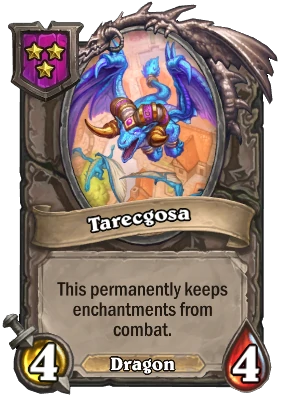 Tarecgosa
This permanently keeps
enchantments from
combat.
4
Dragon
4